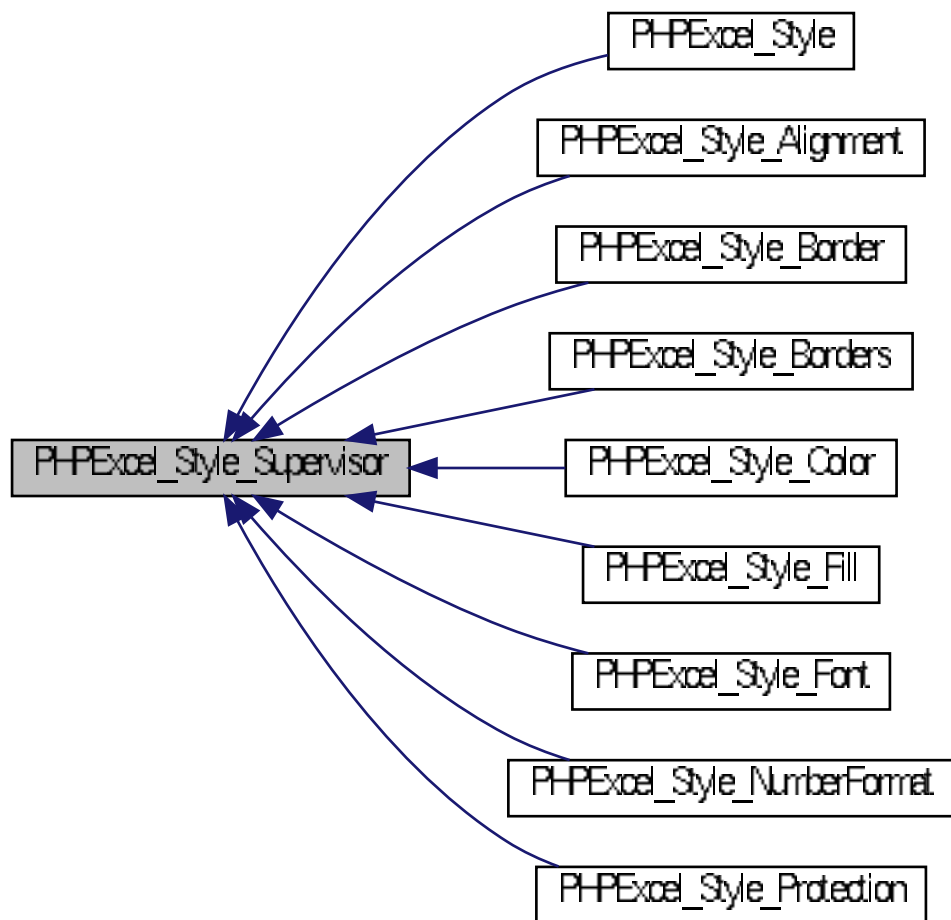 PHPExcel_Style
PHPExcel_Style_Alignment
PHPExcel_Style_Border
PHPExcel_Style_Borders
PHPExcel_Style_Supervisor
PHPExcel_Style_Color
PHPExcel_Style_Fill
PHPExcel_Style_Font
PHPExcel_Style_NumberFormat
PHPExcel_Style_Protection